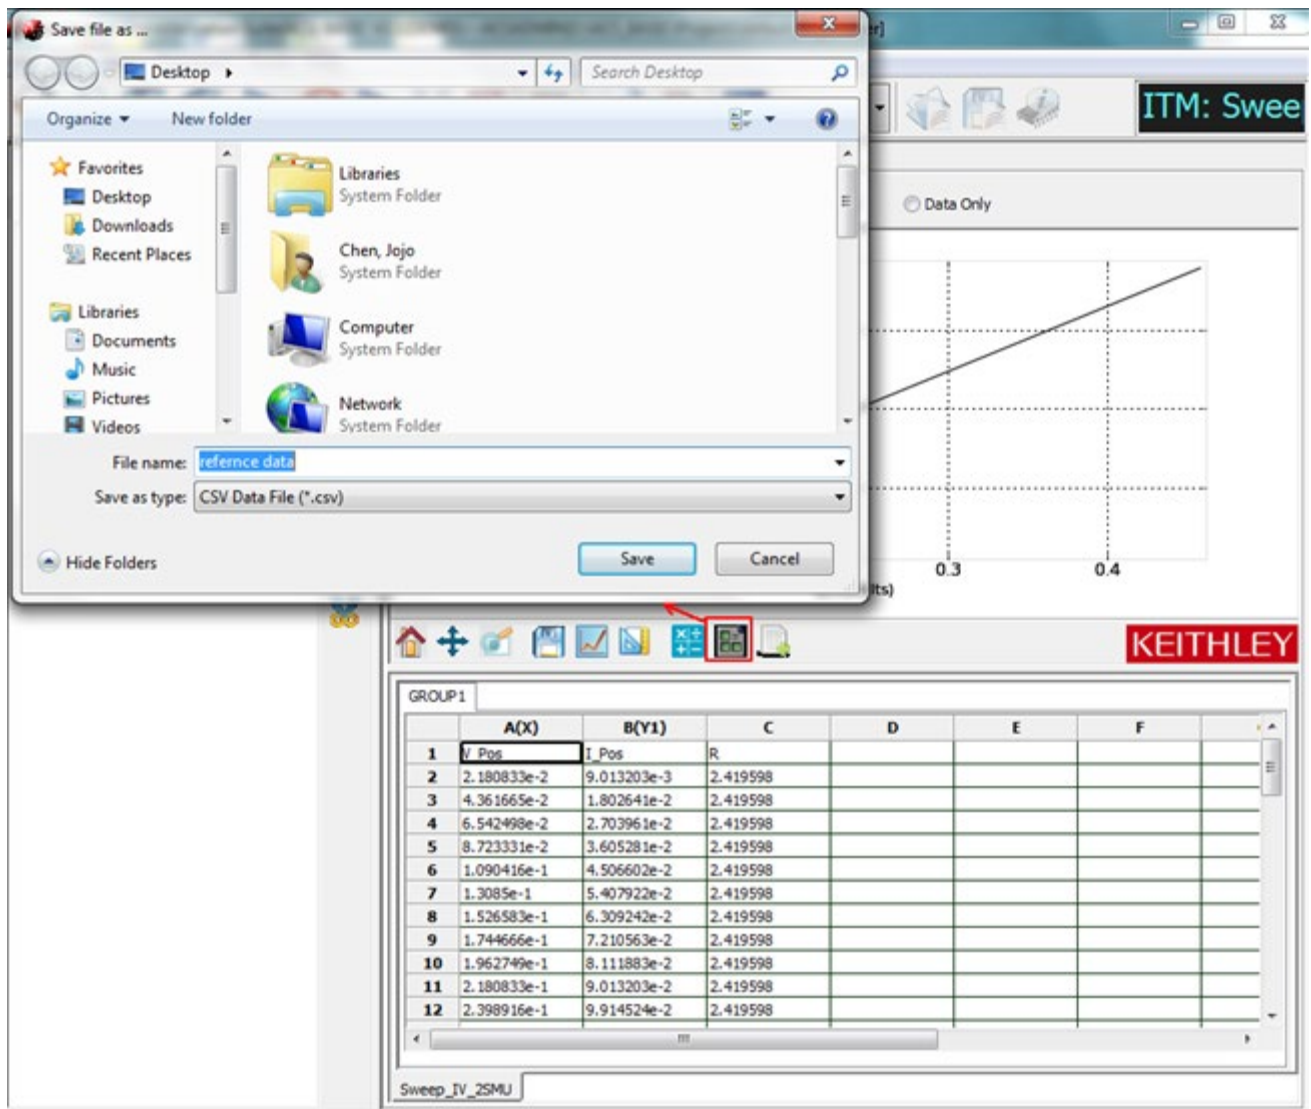 Save file as ...
er]
Desktop
Search Desktop
Organize
New folder
ITM: Swee
Favorites
Desktop
Downloads
Recent Places
Libraries
Documents
Music
Pictures
Videos
Libraries
System Folder
Chen, Jojo
System Folder
Computer
System Folder
Network
System Folder
Data Only
File name: refernce data
Save as type: CSV Data File (*.csv)
Hide Folders
Save
Cancel
0.3 0.4
lts)
KEITHLEY
GROUP1
A(X) B(Y1) C D E F
1 V_Pos I_Pos R
2 2.180833e-2 9.013203e-3 2.419598
3 4.361665e-2 1.802641e-2 2.419598
4 6.542498e-2 2.703961e-2 2.419598
5 8.723331e-2 3.605281e-2 2.419598
6 1.090416e-1 4.506602e-2 2.419598
7 1.3085e-1 5.407922e-2 2.419598
8 1.526583e-1 6.309242e-2 2.419598
9 1.744666e-1 7.210563e-2 2.419598
10 1.962749e-1 8.111883e-2 2.419598
11 2.180833e-1 9.013203e-2 2.419598
12 2.398916e-1 9.914524e-2 2.419598
Sweep_IV_2SMU